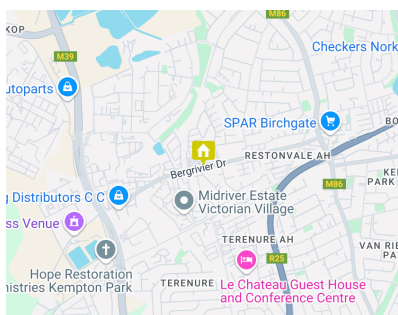 KOP
M86
M39
Checkers Nork
utoparts
SPAR Birchgate
BO
RESTONVALE AH
Bergrivier Dr
M86
KE
PARK
g Distributors C C
Midriver Estate
Victorian Village
ss Venue
TERENURE AH
VAN RI
PARK
R25
Hope Restoration
nistries Kempton Park
TERENURE
Le Chateau Guest House
and Conference Centre